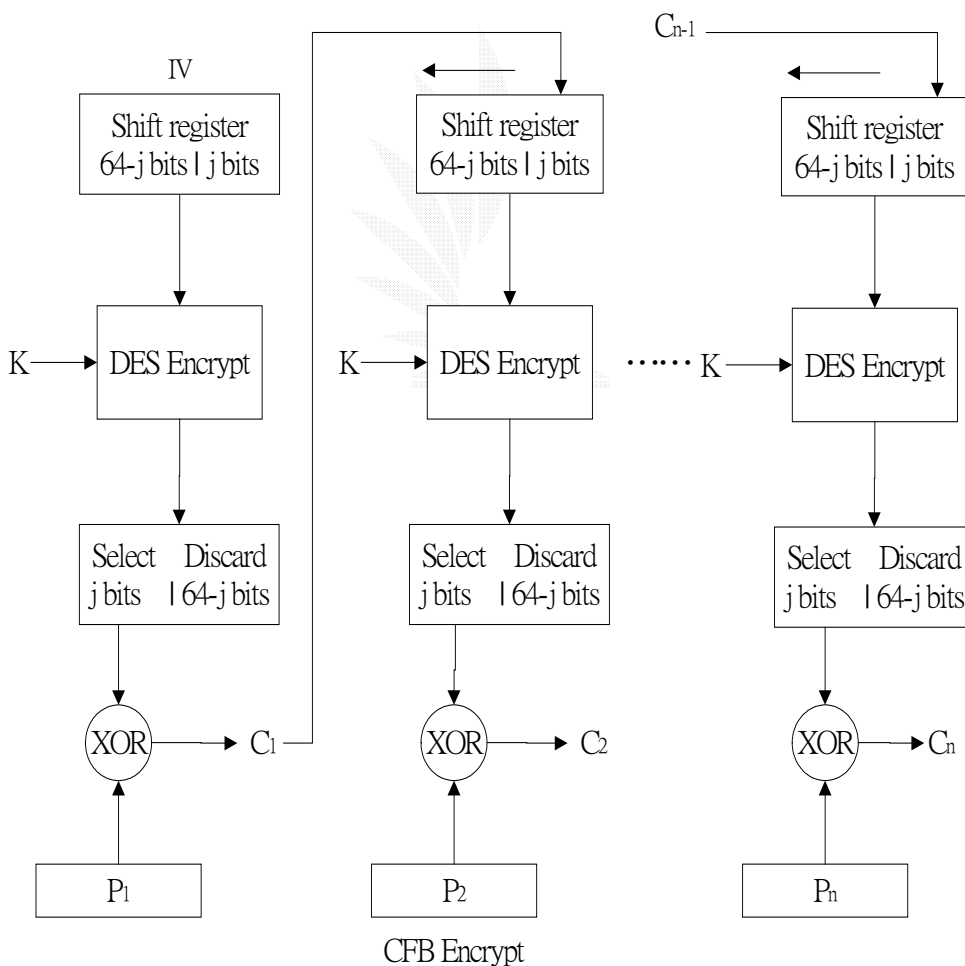 C n-1
IV
Shift register
64-j bits | j bits
Shift register
64-j bits | j bits
Shift register
64-j bits | j bits
K
DES Encrypt
K
DES Encrypt
......
K
DES Encrypt
Select Discard
j bits | 64-j bits
Select Discard
j bits | 64-j bits
Select Discard
j bits | 64-j bits
XOR
C1
XOR
C2
XOR
Cn
P1
P2
Pn
CFB Encrypt